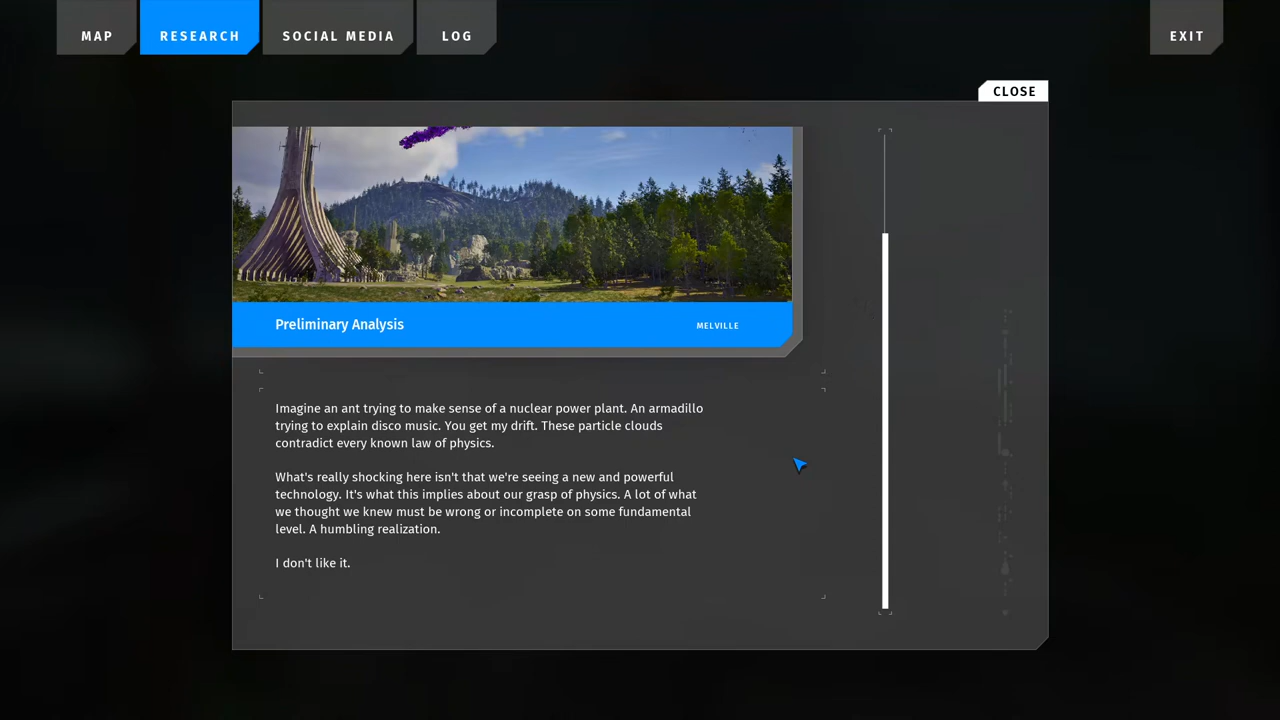 MAP
RESEARCH
SOCIAL MEDIA
LOG
EXIT
CLOSE
Preliminary Analysis
MELVILLE
Imagine an ant trying to make sense of a nuclear power plant. An armadillo
trying to explain disco music. You get my drift. These particle clouds
contradict every known law of physics.
What's really shocking here isn't that we're seeing a new and powerful
technology. It's what this implies about our grasp of physics. A lot of what
we thought we knew must be wrong or incomplete on some fundamental
level. A humbling realization.
I don't like it.